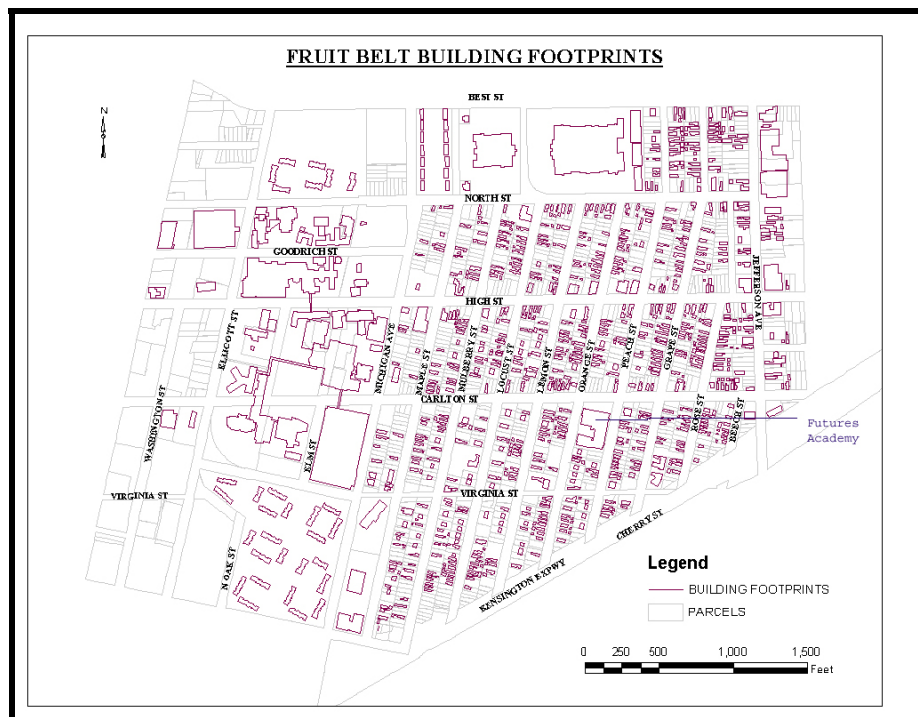 FRUIT BELT BUILDING FOOTPRINTS
BEST ST
N
NORTH ST
GOODRICH ST
JEFFERSON AVE
HIGH ST
ELLICOTT ST
MICHIGAN AVE
MAPLE ST
MULBERRY ST
LOCUST ST
LEMON ST
ORANGE ST
PEACH ST
GRAPE ST
CARLTON ST
WASHINGTON ST
ROSE ST
BEECH ST
Futures
Academy
ELM ST
VIRGINIA ST
VIRGINIA ST
CHERRY ST
N OAK ST
KENSINGTON EXPWY
Legend
BUILDING FOOTPRINTS
PARCELS
0 250 500 1,000 1,500
Feet